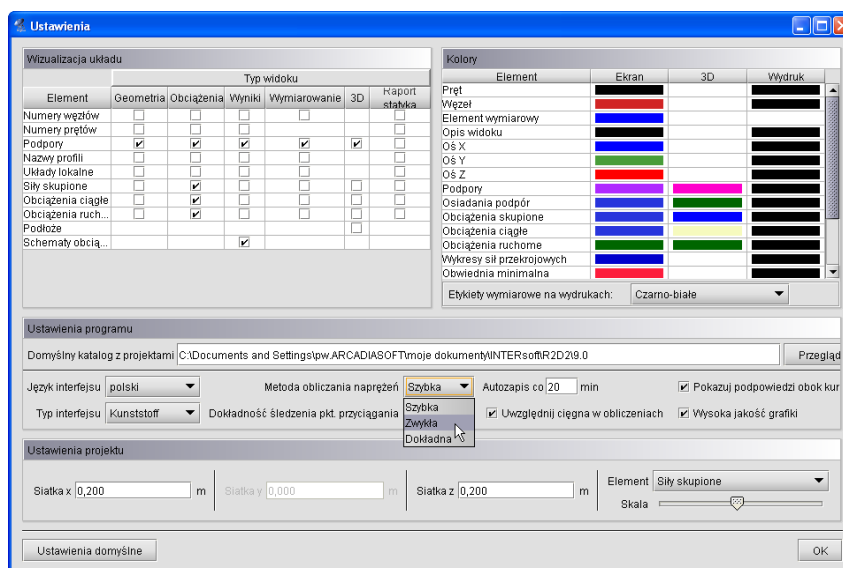 Ustawienia
Wizualizacja układu
Typ widoku
Element Geometria Obciążenia Wyniki Wymiarowanie 3D Raport statyka
Numery węzłów
Numery prętów
Podpory
Nazwy profili
Układy lokalne
Siły skupione
Obciążenia ciągłe
Obciążenia ruch...
Podłoże
Schematy obcią...
Kolory
Element Ekran 3D Wydruk
Pręt
Węzeł
Element wymiarowy
Opis widoku
Oś X
Oś Y
Oś Z
Podpory
Osiadania podpór
Obciążenia skupione
Obciążenia ciągłe
Obciążenia ruchome
Wykresy sił przekrojowych
Obwiednia minimalna
Etykiety wymiarowe na wydrukach: Czarno-białe
Ustawienia programu
Domyślny katalog z projektami C:\Documents and Settings\pw.ARCADIASOFT\moje dokumenty\INTERsoft\R2D2\9.0 Przegląd
Język interfejsu polski Metoda obliczania naprężeń Szybka Autozapis co 20 min Pokazuj podpowiedzi obok kur
Typ interfejsu Kunststoff Dokładność śledzenia pkt. przyciągania Szybka Uwzględnij cięgna w obliczeniach Wysoka jakość grafiki
Zwykła
Dokładna
Ustawienia projektu
Siatka x 0,200 m Siatka y 0,000 m Siatka z 0,200 m Element Siły skupione
Skala
Ustawienia domyślne OK